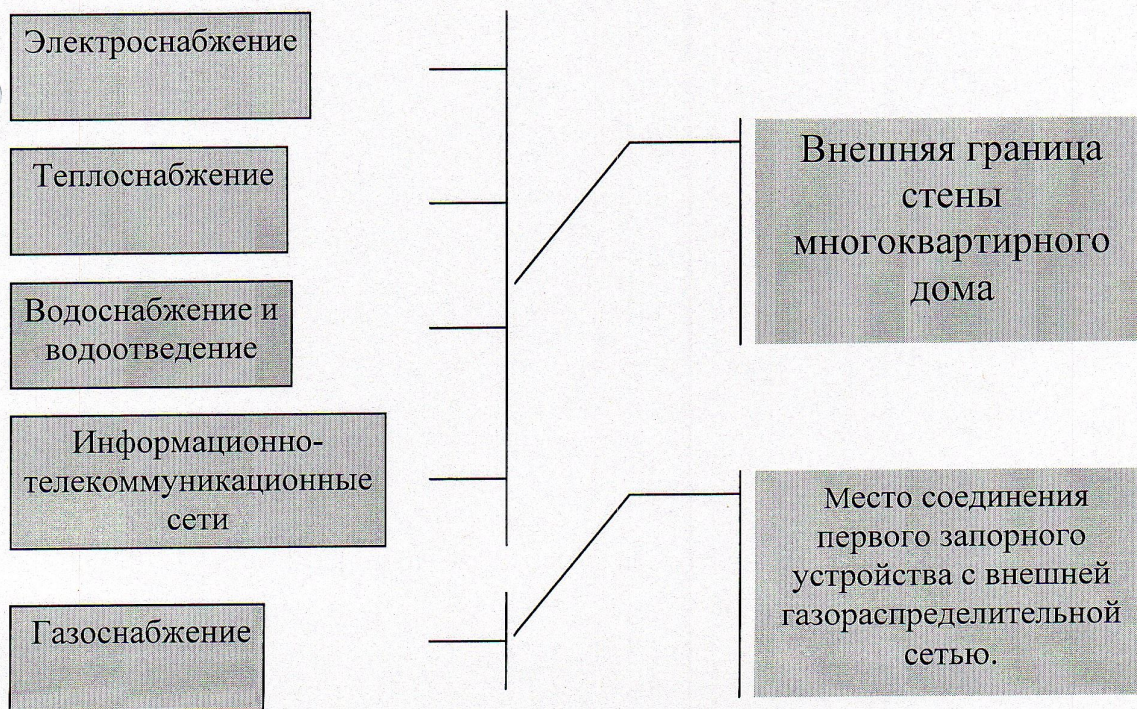 Электроснабжение
Теплоснабжение
Водоснабжение и
водоотведение
Информационно-
телекоммуникационные
сети
Газоснабжение
Внешняя граница
стены
многоквартирного
дома
Место соединения
первого запорного
устройства с внешней
газораспределительной
сетью.